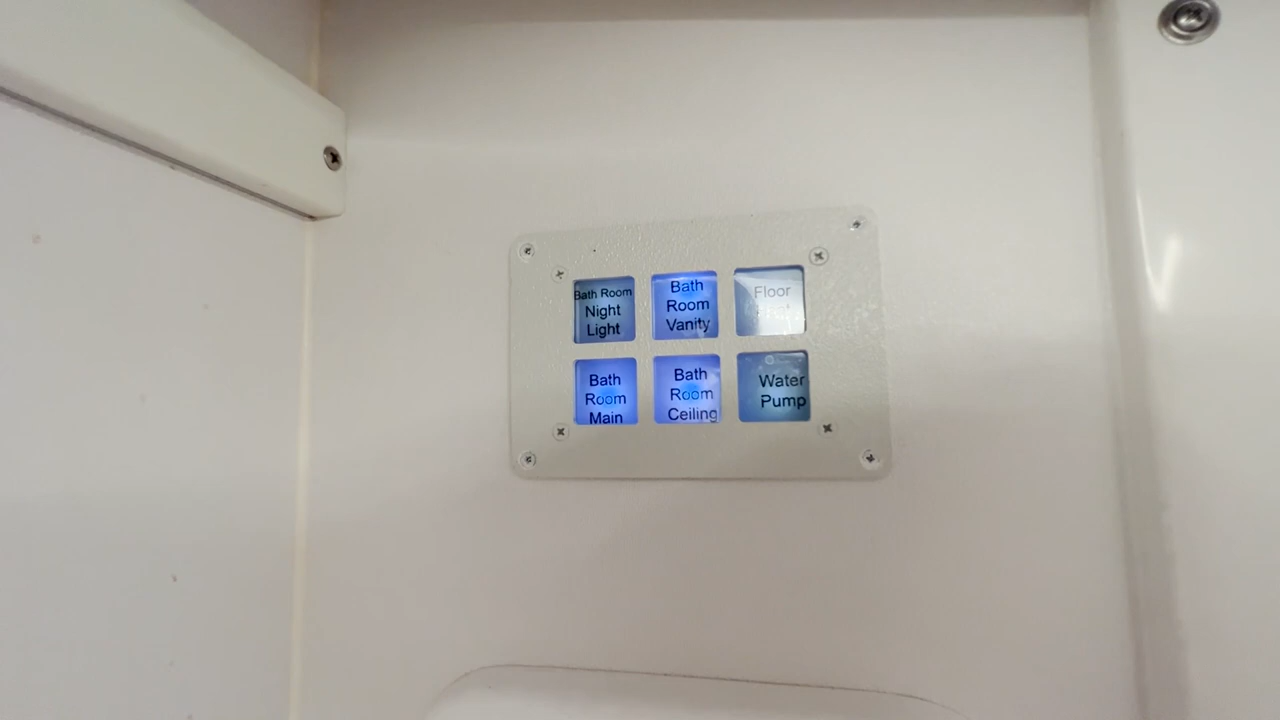 Bath Room
Night
Light
Bath
Room
Vanity
Floor
Bath
Room
Main
Bath
Room
Ceiling
Water
Pump